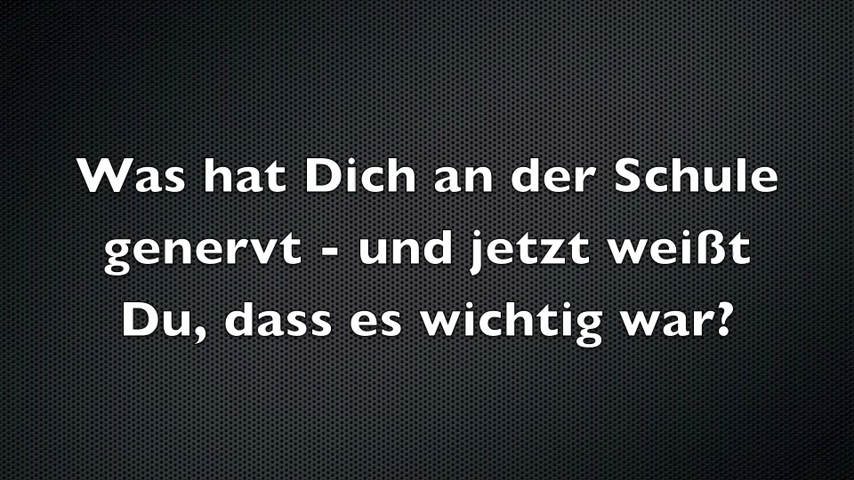 Was hat Dich an der Schule
genervt - und jetzt weißt
Du, dass es wichtig war?